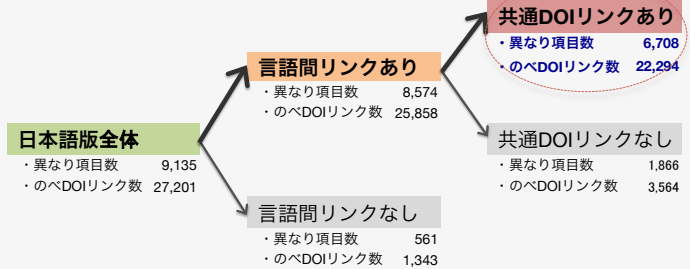 共通DOIリンクあり
・異なり項目数 6,708
・のべDOIリンク数 22,294
言語間リンクあり
・異なり項目数 8,574
・のべDOIリンク数 25,858
日本語版全体
・異なり項目数 9,135
・のべDOIリンク数 27,201
共通DOIリンクなし
・異なり項目数 1,866
・のべDOIリンク数 3,564
言語間リンクなし
・異なり項目数 561
・のべDOIリンク数 1,343